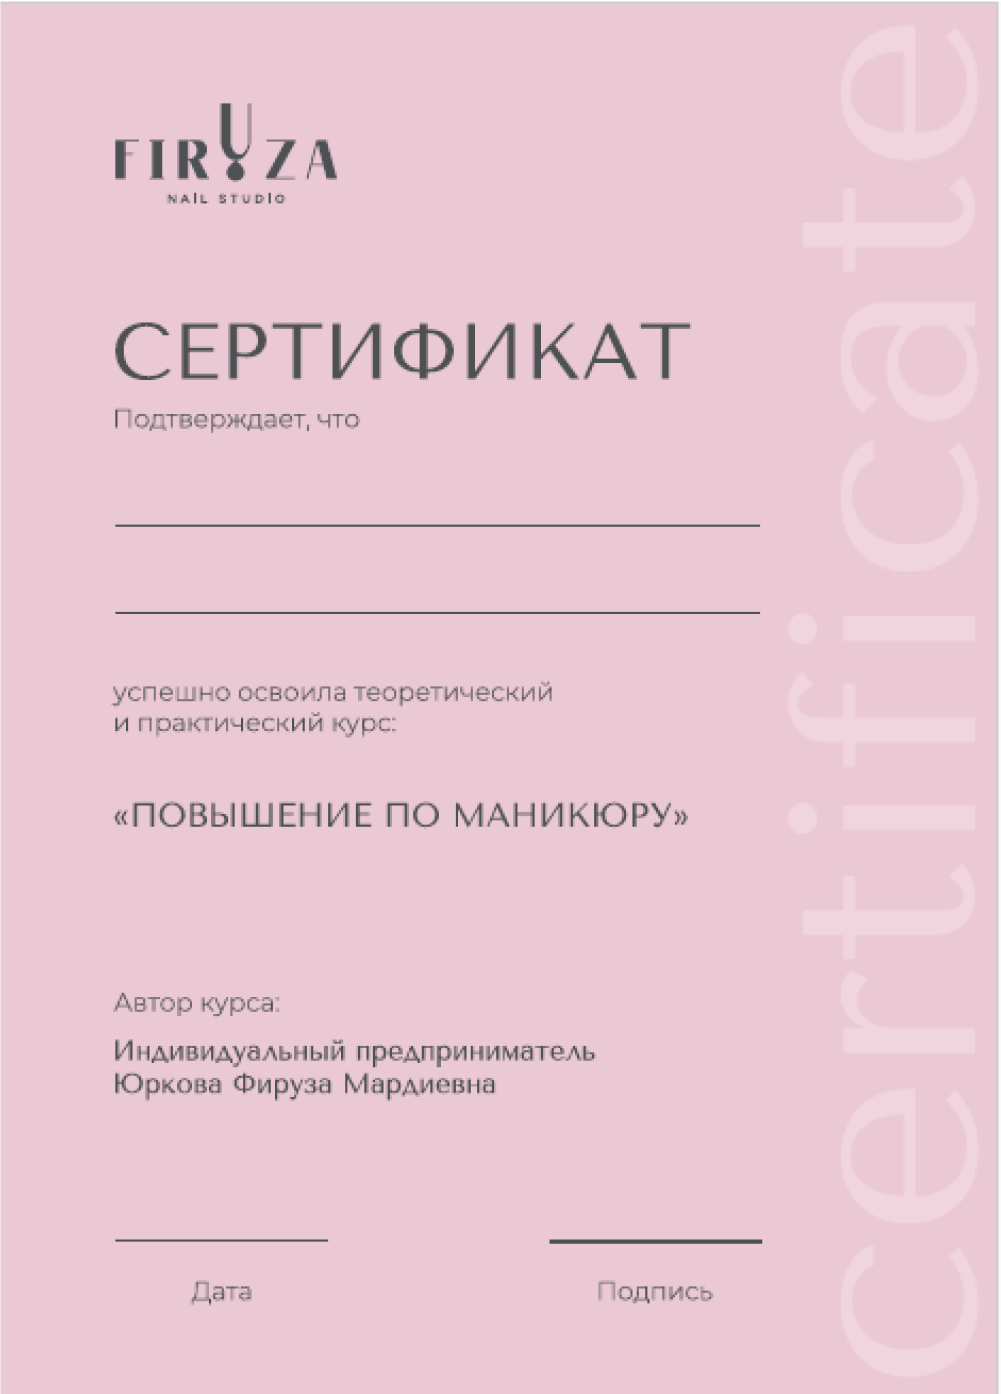 FIRUZA
NAIL STUDIO
СЕРТИФИКАТ
Подтверждает, что
успешно освоила теоретический
и практический курс:
«ПОВЫШЕНИЕ ПО МАНИКЮРУ»
Автор курса:
Индивидуальный предприниматель
Юркова Фируза Мардиевна
Дата
Подпись
certificate